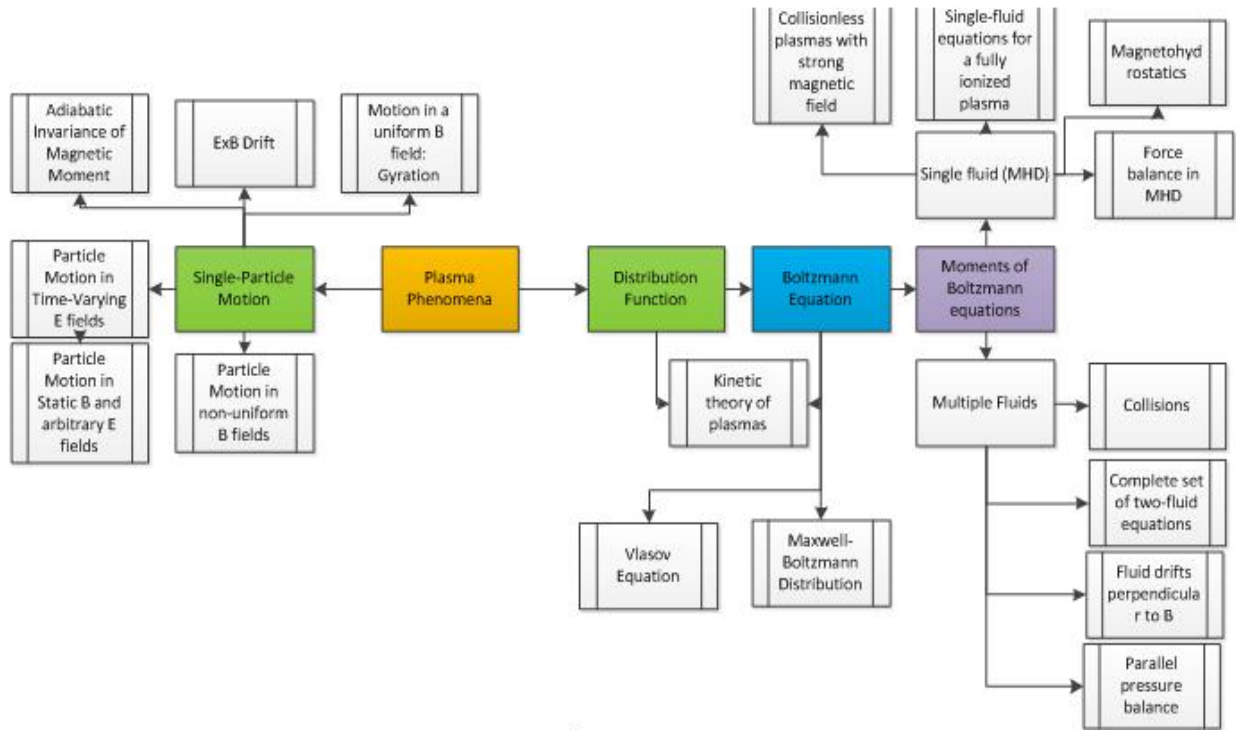 Collisionless
plasmas with
strong
magnetic
field
Single-fluid
equations for
a fully
ionized
plasma
Magnetohyd
rostatics
Adiabatic
Invariance of
Magnetic
Moment
ExB Drift
Motion in a
uniform B
field:
Gyration
Single fluid (MHD)
Force
balance in
MHD
Particle
Motion in
Time-Varying
E fields
Single-Particle
Motion
Plasma
Phenomena
Distribution
Function
Boltzmann
Equation
Moments of
Boltzmann
equations
Particle
Motion in
Static B and
arbitrary E
fields
Particle
Motion in
non-uniform
B fields
Kinetic
theory of
plasmas
Multiple Fluids
Collisions
Complete set
of two-fluid
equations
Vlasov
Equation
Maxwell-
Boltzmann
Distribution
Fluid drifts
perpendicula
r to B
Parallel
pressure
balance